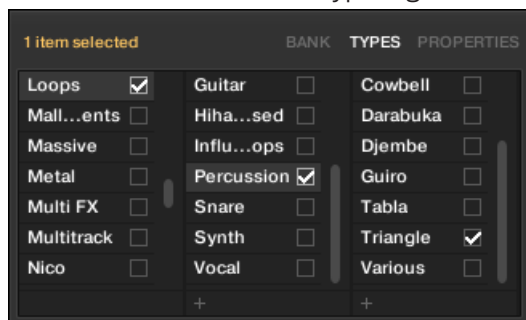 1 item selected BANK TYPES PROPERTIES
Loops Guitar Cowbell
Mall...ents Hiha...sed Darabuka
Massive Influ...ops Djembe
Metal Percussion Guiro
Multi FX Snare Tabla
Multitrack Synth Triangle
Nico Vocal Various
+ +